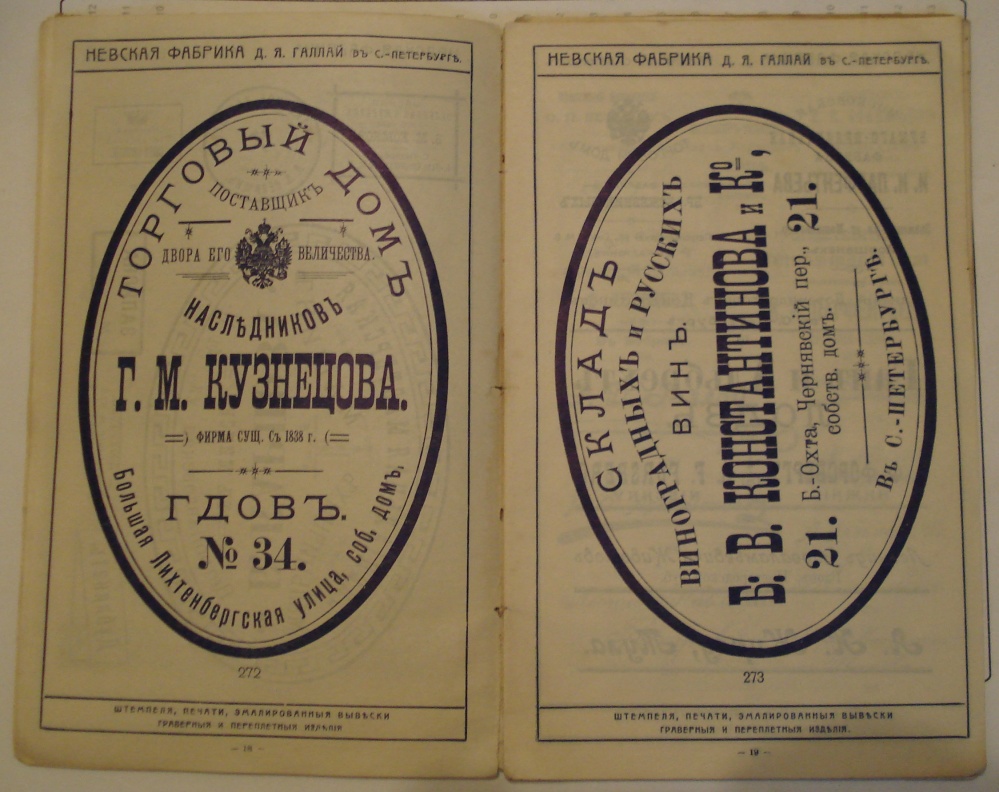 НЕВСКАЯ ФАБРИКА Д. Я. ГАЛЛАЙ ВЪ С.-ПЕТЕРБУРГѢ.
ТОРГОВЫЙ ДОМЪ
ПОСТАВЩИКЪ
ДВОРА ЕГО ВЕЛИЧЕСТВА.
НАСЛѢДНИКОВЪ
Г. М. КУЗНЕЦОВА.
ФИРМА СУЩ. Съ 1838 г.
ГДОВЪ.
№ 34.
Большая Лихтенбергская улица, соб. домъ.
272
ШТЕМПЕЛЯ, ПЕЧАТИ, ЭМАЛИРОВАННЫЯ ВЫВѢСКИ
ГРАВЕРНЫЯ И ПЕРЕПЛЕТНЫЯ ИЗДѢЛІЯ
– 18 –
НЕВСКАЯ ФАБРИКА Д. Я. ГАЛЛАЙ ВЪ С.-ПЕТЕРБУРГѢ.
СКЛАДЪ
ВИНОГРАДНЫХЪ И РУССКИХЪ
ВИНЪ.
Б. В. КОНСТАНТИНОВА и Ко,
21. Б.-Охта, Чернявскій пер., 21.
собств. домъ.
Въ С.-ПЕТЕРБУРГѢ.
273
ШТЕМПЕЛЯ, ПЕЧАТИ, ЭМАЛИРОВАННЫЯ ВЫВѢСКИ
ГРАВЕРНЫЯ И ПЕРЕПЛЕТНЫЯ ИЗДѢЛІЯ.
– 19 –